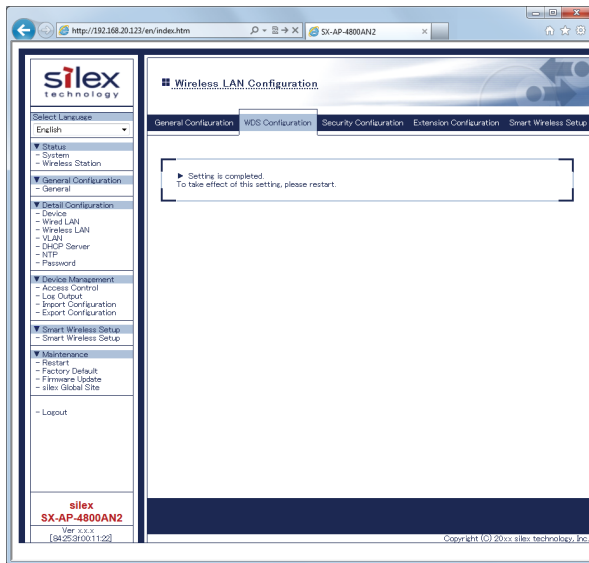 http://192.168.20.123/en/index.htm
SX-AP-4800AN2
silex
technology
Wireless LAN Configuration
Select Language
English
General Configuration WDS Configuration Security Configuration Extension Configuration Smart Wireless Setup
▼ Status
- System
- Wireless Station
▼ General Configuration
- General
▼ Detail Configuration
- Device
- Wired LAN
- Wireless LAN
- VLAN
- DHCP Server
- NTP
- Password
▼ Device Management
- Access Control
- Log Output
- Import Configuration
- Export Configuration
▼ Smart Wireless Setup
- Smart Wireless Setup
▼ Maintenance
- Restart
- Factory Default
- Firmware Update
- silex Global Site
- Logout
▶ Setting is completed.
To take effect of this setting, please restart.
silex
SX-AP-4800AN2
Ver x.x.x
[84:25:3f:00:11:22]
Copyright (C) 20xx silex technology, Inc.